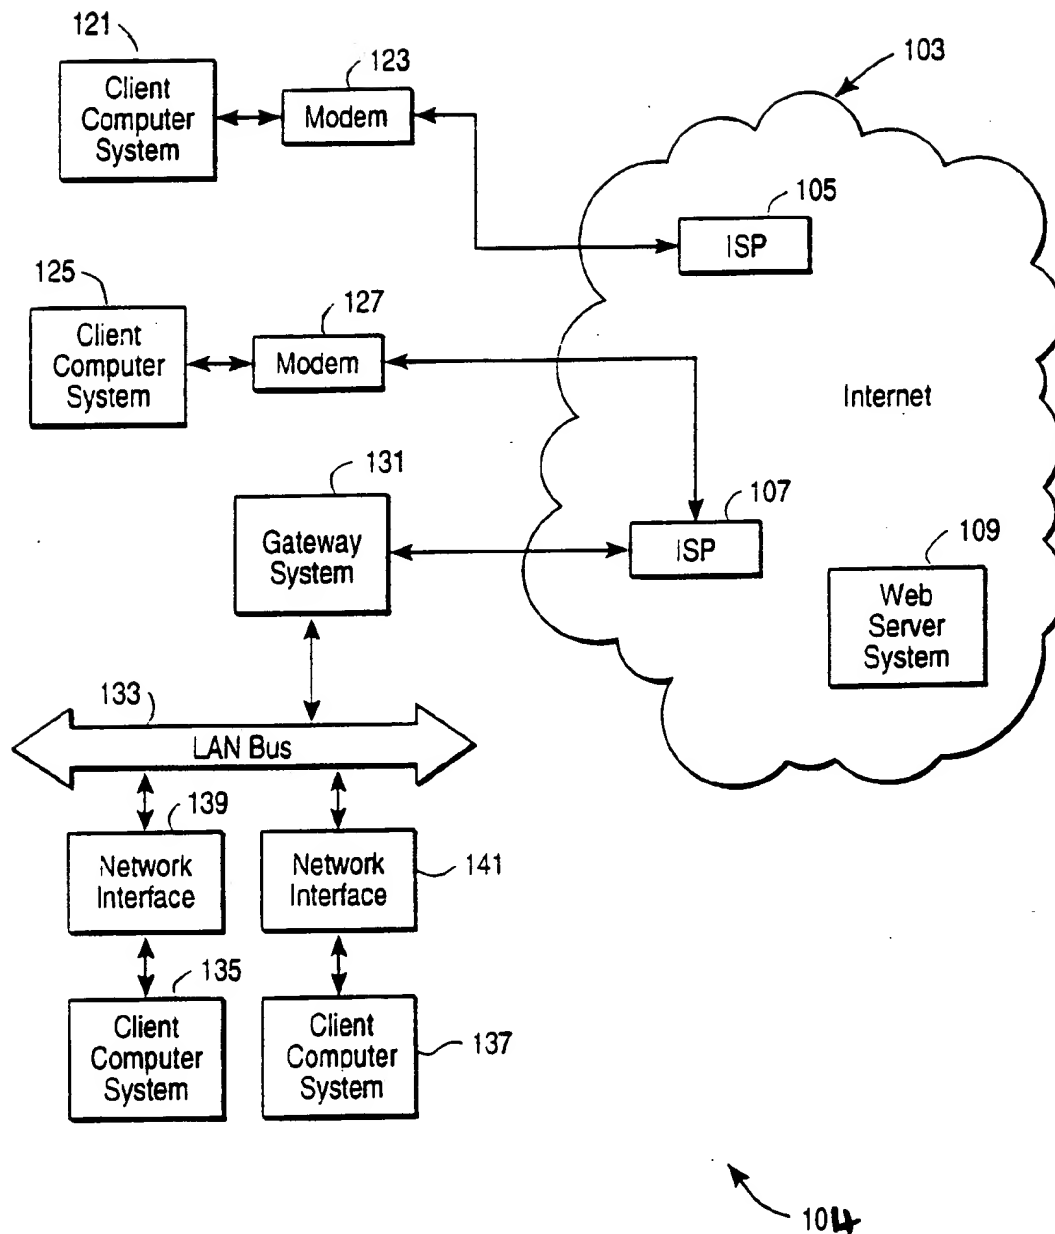 121
Client
Computer
System
123
Modem
103
105
ISP
125
Client
Computer
System
127
Modem
Internet
131
Gateway
System
107
ISP
109
Web
Server
System
133
LAN Bus
139
Network
Interface
Network
Interface
141
135
Client
Computer
System
Client
Computer
System
137
104